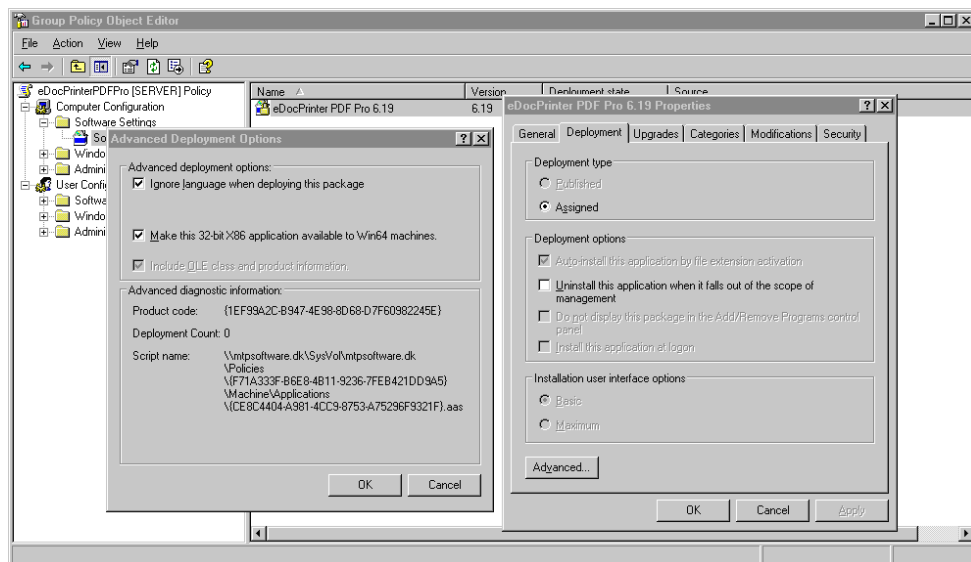 Group Policy Object Editor
File Action View Help
eDocPrinterPDFPro [SERVER] Policy
Computer Configuration
Software Settings
So
Windo
Admini
User Confi
Softwa
Windo
Admini
Name Version Deployment state Source
eDocPrinter PDF Pro 6.19 6.19
Advanced Deployment Options
Advanced deployment options:
Ignore language when deploying this package
Make this 32-bit X86 application available to Win64 machines.
Include OLE class and product information.
Advanced diagnostic information:
Product code: {1EF99A2C-B947-4E98-8D68-D7F60982245E}
Deployment Count: 0
Script name: \\mtpsoftware.dk\SysVol\mtpsoftware.dk
\Policies
\{F71A333F-B6E8-4B11-9236-7FEB421DD9A5}
\Machine\Applications
\{CE8C4404-A981-4CC9-8753-A75296F9321F}.aas
OK Cancel
eDocPrinter PDF Pro 6.19 Properties
General Deployment Upgrades Categories Modifications Security
Deployment type
Published
Assigned
Deployment options
Auto-install this application by file extension activation
Uninstall this application when it falls out of the scope of
management
Do not display this package in the Add/Remove Programs control
panel
Install this application at logon
Installation user interface options
Basic
Maximum
Advanced...
OK Cancel Apply